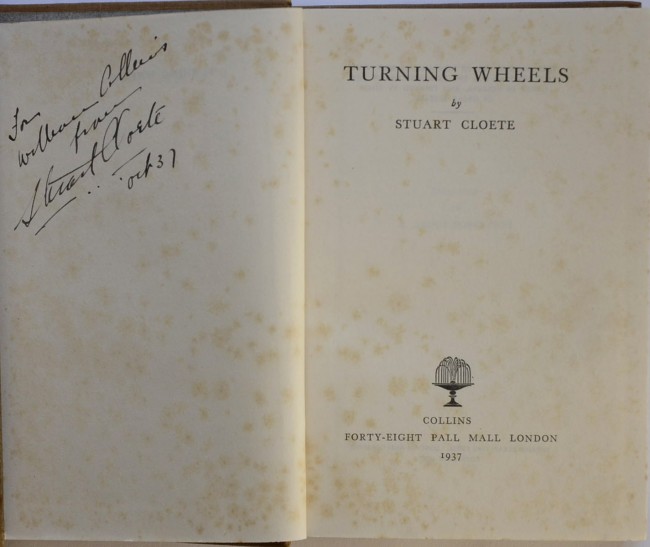 For
William Collins
from
Stuart Cloete
Oct 37
TURNING WHEELS
by
STUART CLOETE
COLLINS
FORTY-EIGHT PALL MALL LONDON
1937